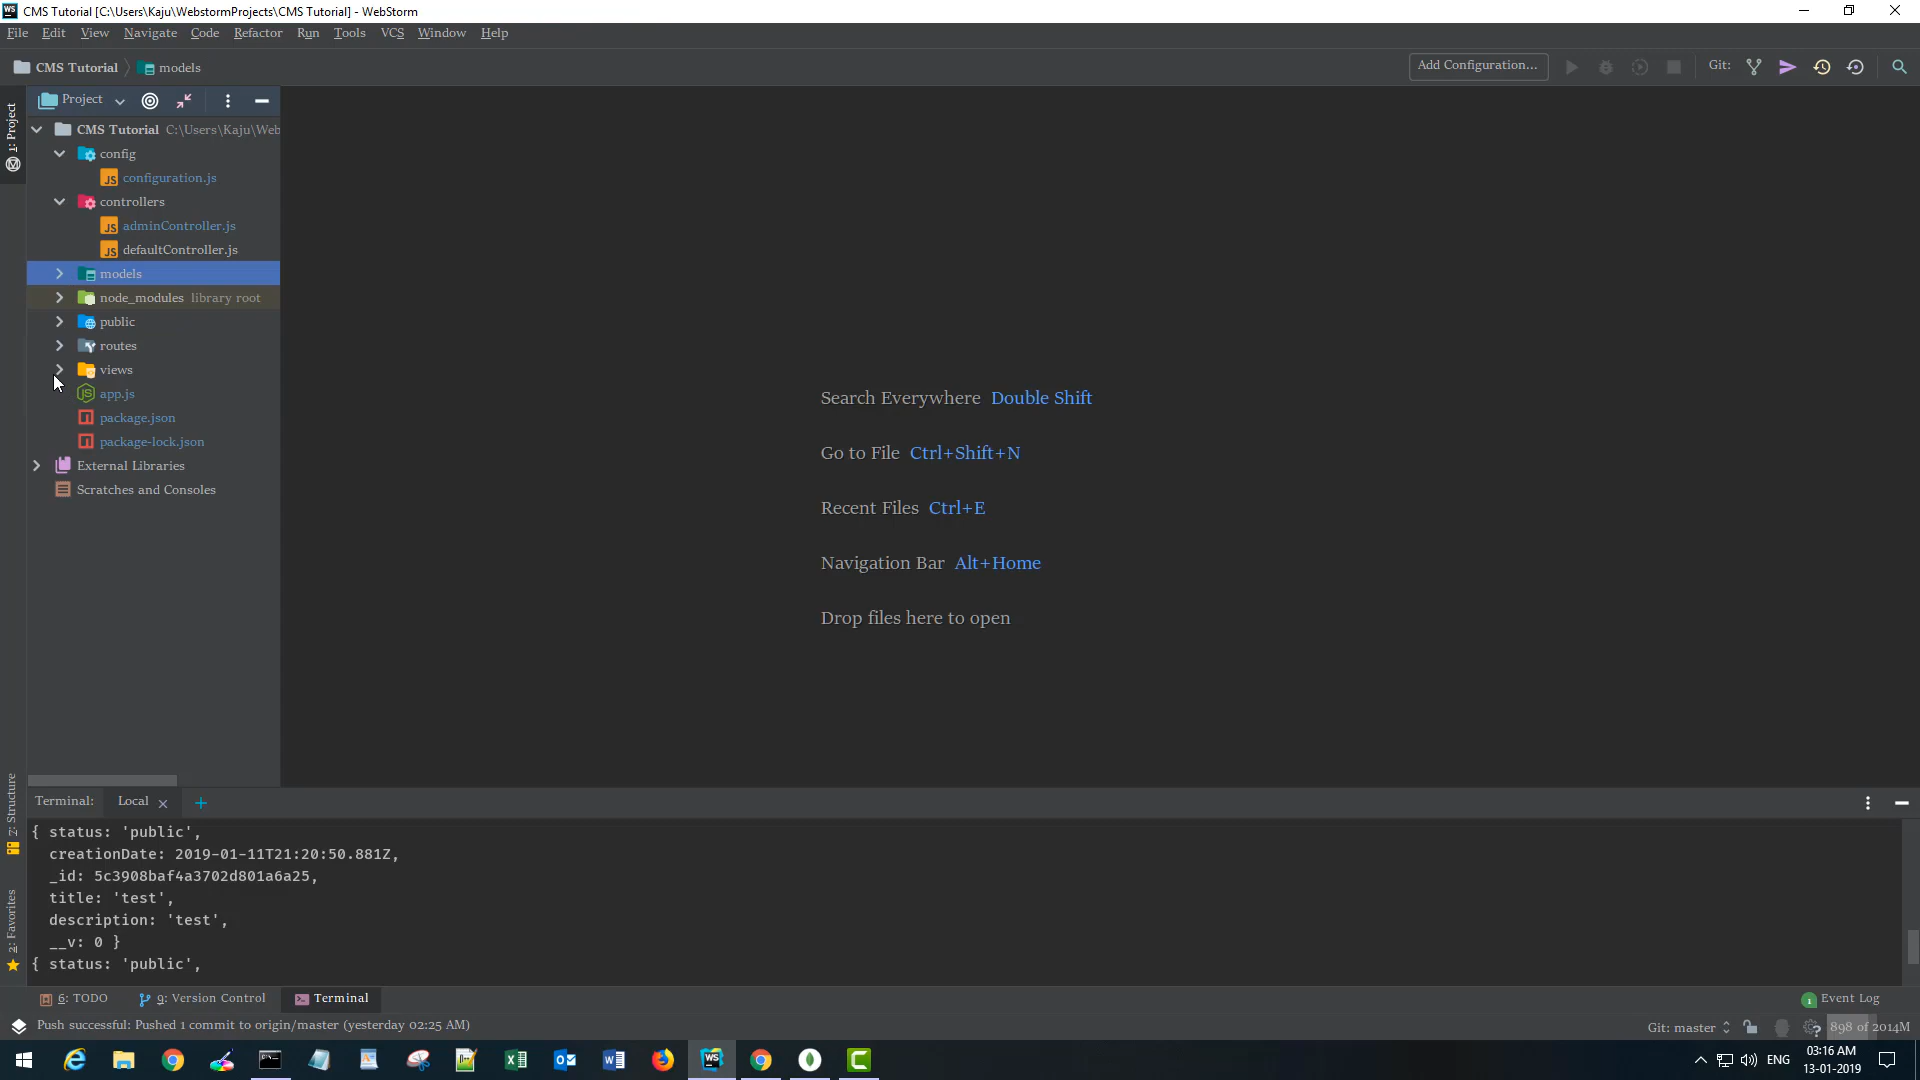 CMS Tutorial [C:\Users\Kaju\WebstormProjects\CMS Tutorial] - WebStorm
File Edit View Navigate Code Refactor Run Tools VCS Window Help
CMS Tutorial models Add Configuration... Git:
Project
1: Project
CMS Tutorial C:\Users\Kaju\Web
config
configuration.js
controllers
adminController.js
defaultController.js
models
node_modules library root
public
routes
views
app.js
package.json
package-lock.json
External Libraries
Scratches and Consoles
Search Everywhere Double Shift
Go to File Ctrl+Shift+N
Recent Files Ctrl+E
Navigation Bar Alt+Home
Drop files here to open
7: Structure
2: Favorites
Terminal: Local
{ status: 'public',
creationDate: 2019-01-11T21:20:50.881Z,
_id: 5c3908baf4a3702d801a6a25,
title: 'test',
description: 'test',
__v: 0 }
{ status: 'public',
6: TODO 9: Version Control Terminal 1 Event Log
Push successful: Pushed 1 commit to origin/master (yesterday 02:25 AM) Git: master 898 of 2014M
ENG 03:16 AM
13-01-2019